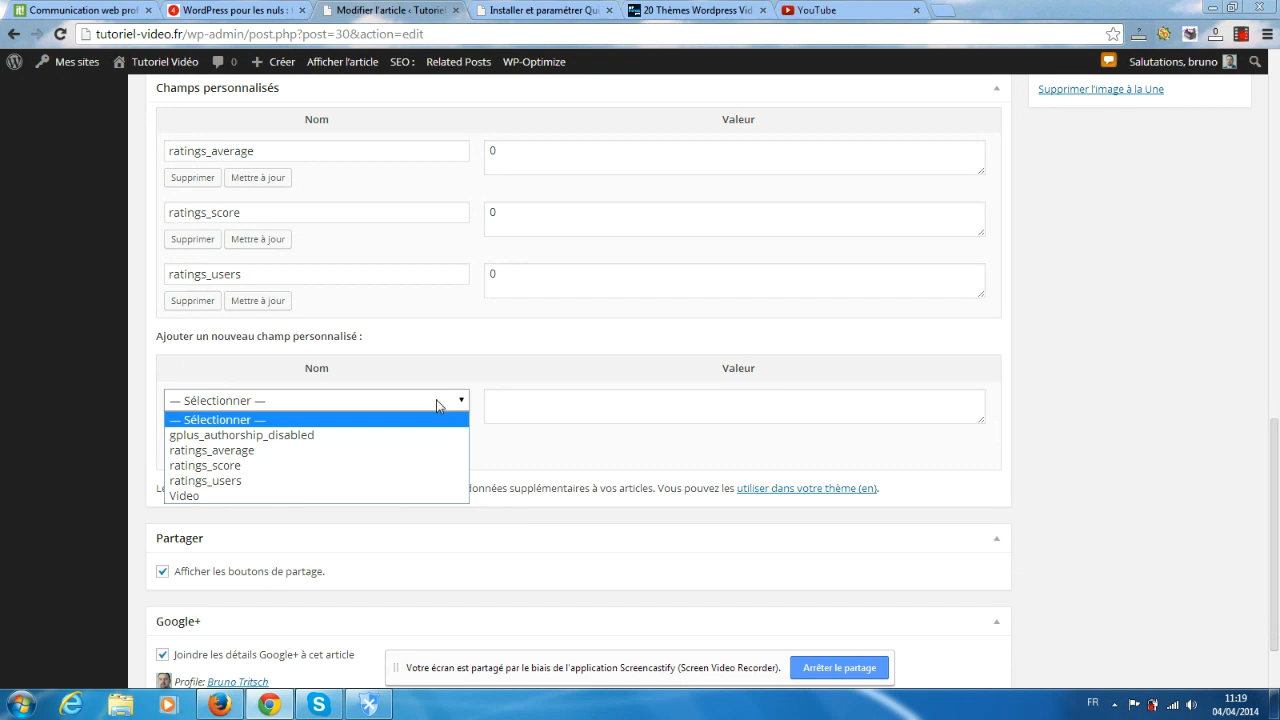 Communication web prof
WordPress pour les nuls : t
Modifier l'article ‹ Tutoriel
Installer et paramétrer Qu
20 Thèmes Wordpress Vid
YouTube
tutoriel-video.fr/wp-admin/post.php?post=30&action=edit
Mes sites
Tutoriel Vidéo
0
Créer
Afficher l'article
SEO :
Related Posts
WP-Optimize
Salutations, bruno
Champs personnalisés
Supprimer l'image à la Une
Nom
Valeur
ratings_average
0
Supprimer
Mettre à jour
ratings_score
0
Supprimer
Mettre à jour
ratings_users
0
Supprimer
Mettre à jour
Ajouter un nouveau champ personnalisé :
Nom
Valeur
— Sélectionner —
— Sélectionner —
gplus_authorship_disabled
ratings_average
ratings_score
ratings_users
Video
Le
données supplémentaires à vos articles. Vous pouvez les utiliser dans votre thème (en).
Partager
Afficher les boutons de partage.
Google+
Joindre les détails Google+ à cet article
Votre écran est partagé par le biais de l'application Screencastify (Screen Video Recorder).
Arrêter le partage
Profile: Bruno Tritsch
FR
11:19
04/04/2014